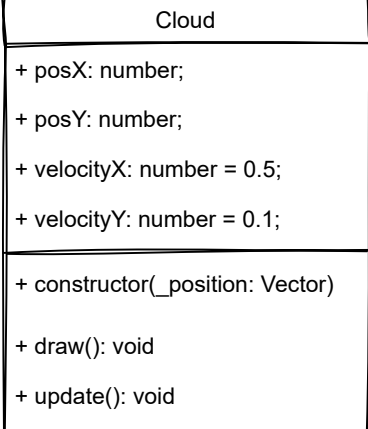 Cloud
+ posX: number;
+ posY: number;
+ velocityX: number = 0.5;
+ velocityY: number = 0.1;
+ constructor(_position: Vector)
+ draw(): void
+ update(): void